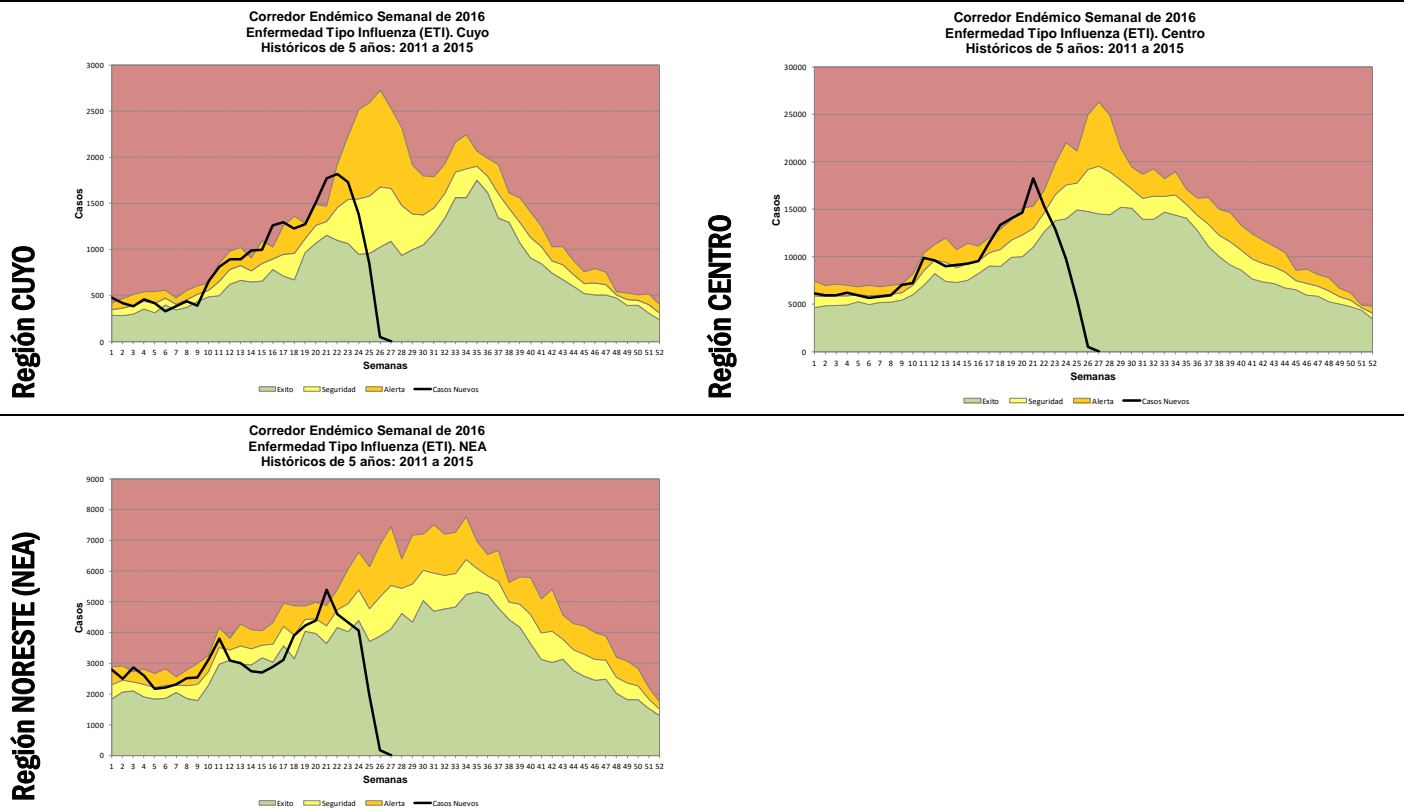 Corredor Endémico Semanal de 2016
Enfermedad Tipo Influenza (ETI). Cuyo
Históricos de 5 años: 2011 a 2015
Región CUYO
Casos
3000
2500
2000
1500
1000
500
0
1 2 3 4 5 6 7 8 9 10 11 12 13 14 15 16 17 18 19 20 21 22 23 24 25 26 27 28 29 30 31 32 33 34 35 36 37 38 39 40 41 42 43 44 45 46 47 48 49 50 51 52
Semanas
Exito Seguridad Alerta Casos Nuevos
Corredor Endémico Semanal de 2016
Enfermedad Tipo Influenza (ETI). Centro
Históricos de 5 años: 2011 a 2015
Región CENTRO
Casos
30000
25000
20000
15000
10000
5000
0
1 2 3 4 5 6 7 8 9 10 11 12 13 14 15 16 17 18 19 20 21 22 23 24 25 26 27 28 29 30 31 32 33 34 35 36 37 38 39 40 41 42 43 44 45 46 47 48 49 50 51 52
Semanas
Exito Seguridad Alerta Casos Nuevos
Corredor Endémico Semanal de 2016
Enfermedad Tipo Influenza (ETI). NEA
Históricos de 5 años: 2011 a 2015
Región NORESTE (NEA)
Casos
9000
8000
7000
6000
5000
4000
3000
2000
1000
0
1 2 3 4 5 6 7 8 9 10 11 12 13 14 15 16 17 18 19 20 21 22 23 24 25 26 27 28 29 30 31 32 33 34 35 36 37 38 39 40 41 42 43 44 45 46 47 48 49 50 51 52
Semanas
Exito Seguridad Alerta Casos Nuevos